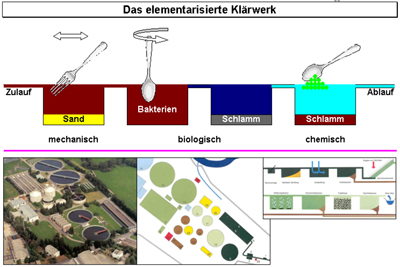 Das elementarisierte Klärwerk
Zulauf
Bakterien
Ablauf
Sand
Schlamm
Schlamm
mechanisch
biologisch
chemisch